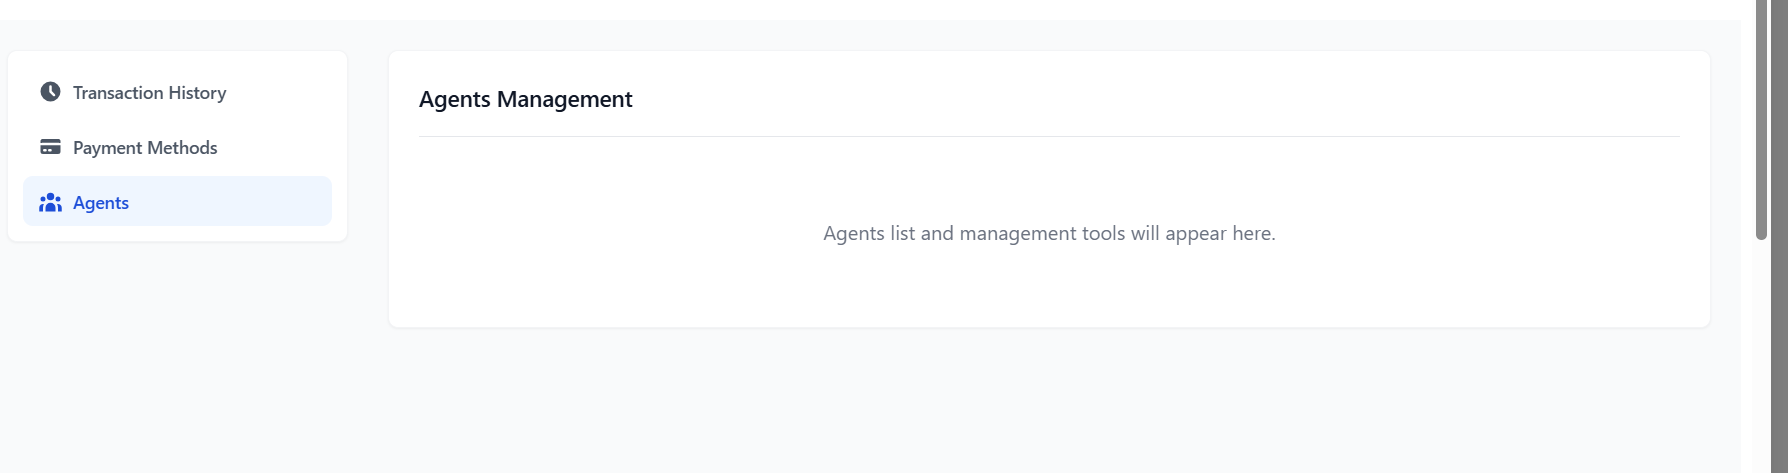 Transaction History
Payment Methods
Agents
Agents Management
Agents list and management tools will appear here.